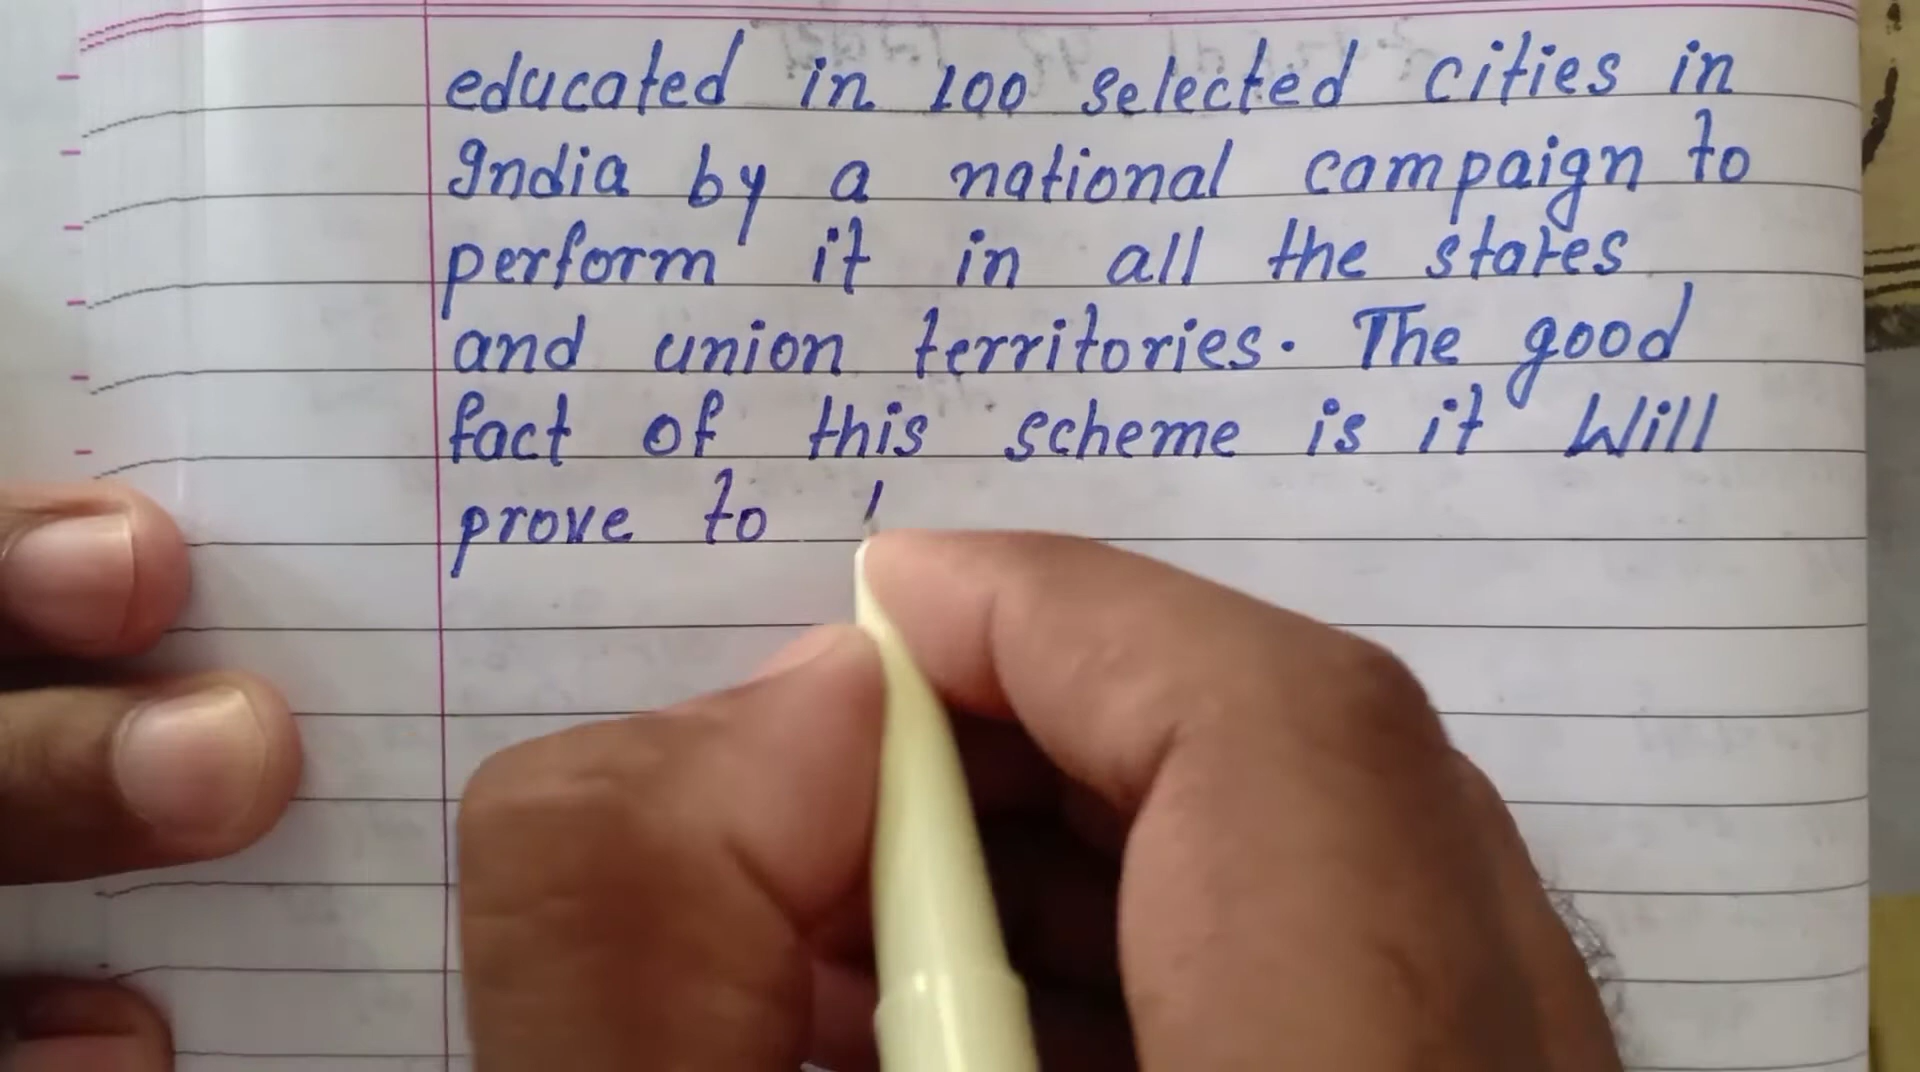 educated in 100 selected cities in
India by a national campaign to
perform it in all the states
and union territories. The good
fact of this scheme is it Will
prove to